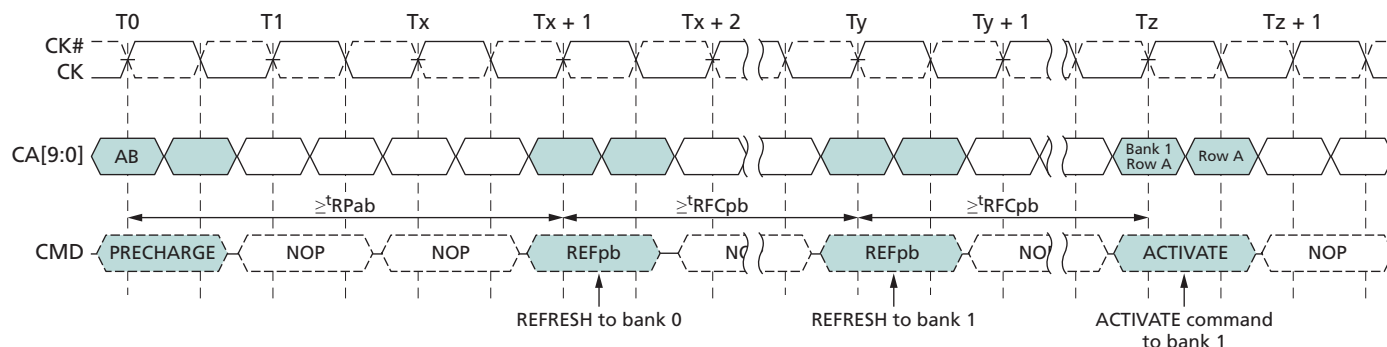 T0 T1 Tx Tx + 1 Tx + 2 Ty Ty + 1 Tz Tz + 1
CK#
CK
CA[9:0] AB Bank 1 Row A
Row A
≥tRPab ≥tRFCpb ≥tRFCpb
CMD PRECHARGE NOP NOP REFpb REFpb ACTIVATE NOP
REFRESH to bank 0 REFRESH to bank 1 ACTIVATE command
to bank 1